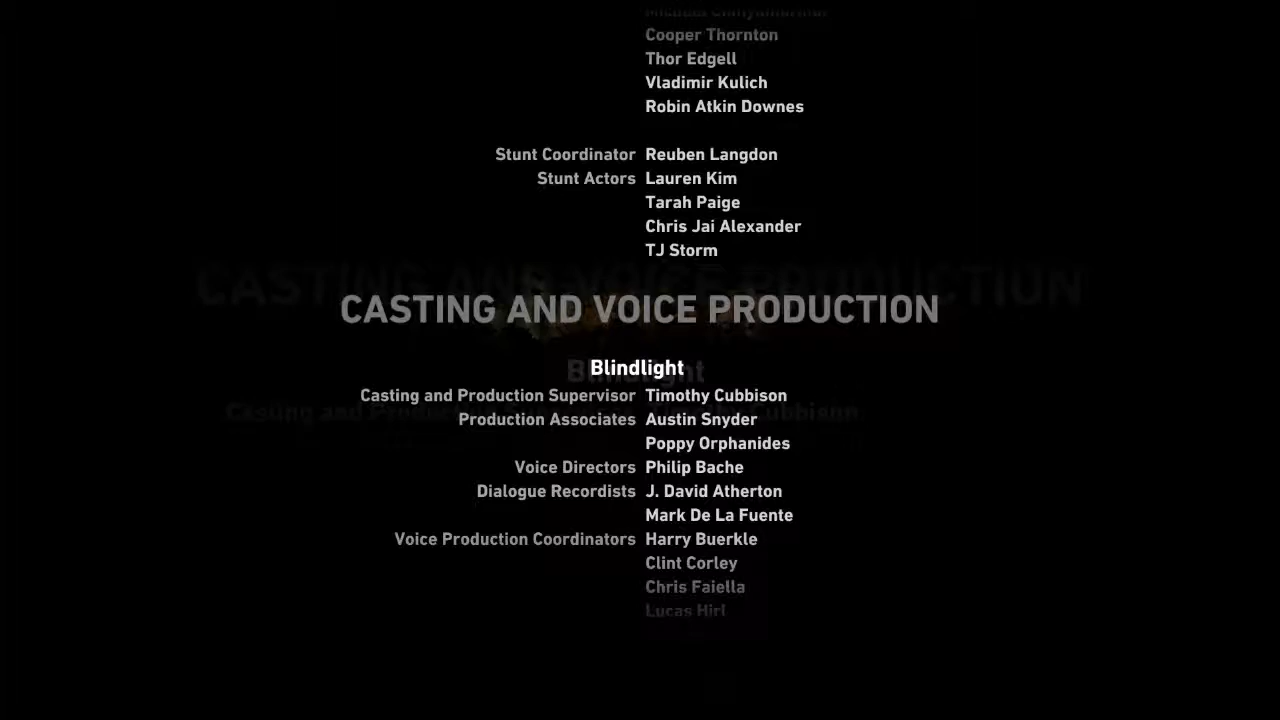 Cooper Thornton
Thor Edgell
Vladimir Kulich
Robin Atkin Downes
Stunt Coordinator Reuben Langdon
Stunt Actors Lauren Kim
Tarah Paige
Chris Jai Alexander
TJ Storm
CASTING AND VOICE PRODUCTION
Blindlight
Casting and Production Supervisor Timothy Cubbison
Production Associates Austin Snyder
Poppy Orphanides
Voice Directors Philip Bache
Dialogue Recordists J. David Atherton
Mark De La Fuente
Voice Production Coordinators Harry Buerkle
Clint Corley
Chris Faiella
Lucas Hirl